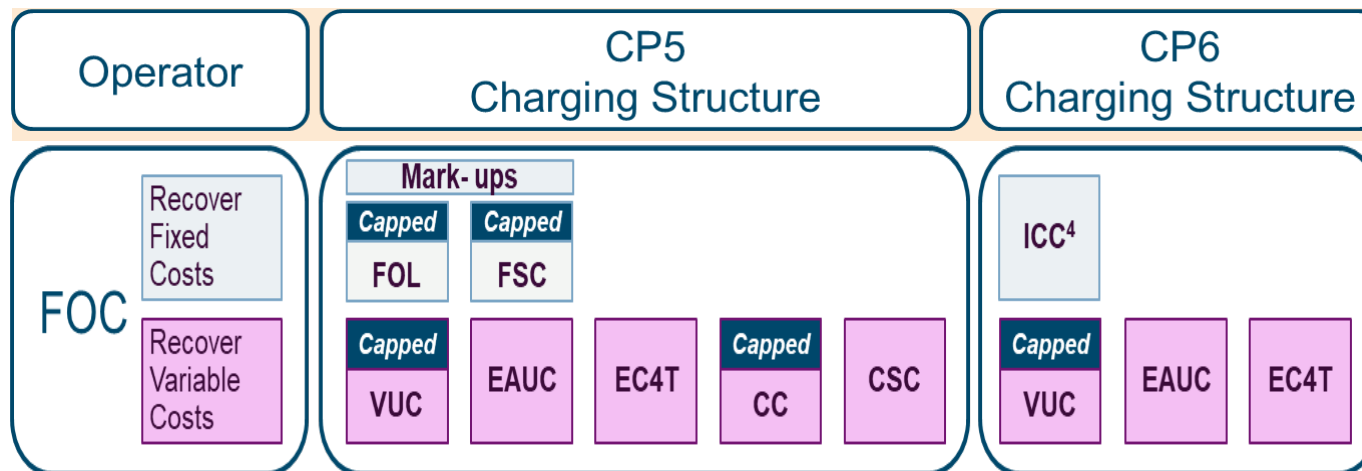 Operator
CP5
Charging Structure
CP6
Charging Structure
FOC
Recover
Fixed
Costs
Mark- ups
Capped
FOL
Capped
FSC
ICC⁴
Recover
Variable
Costs
Capped
VUC
EAUC
EC4T
Capped
CC
CSC
Capped
VUC
EAUC
EC4T